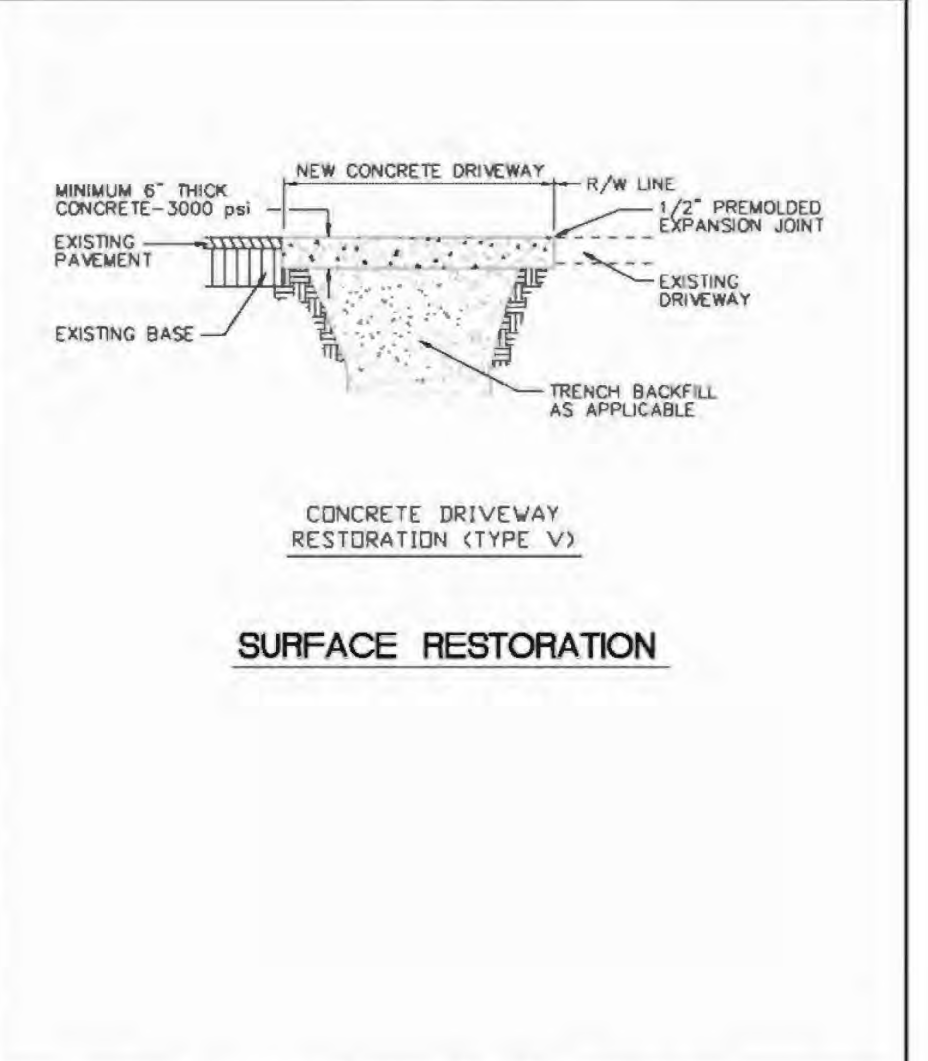 NEW CONCRETE DRIVEWAY
R/W LINE
MINIMUM 6" THICK
CONCRETE-3000 psi
1/2" PREMOLDED
EXPANSION JOINT
EXISTING
PAVEMENT
EXISTING
DRIVEWAY
EXISTING BASE
TRENCH BACKFILL
AS APPLICABLE
CONCRETE DRIVEWAY
RESTORATION (TYPE V)
SURFACE RESTORATION